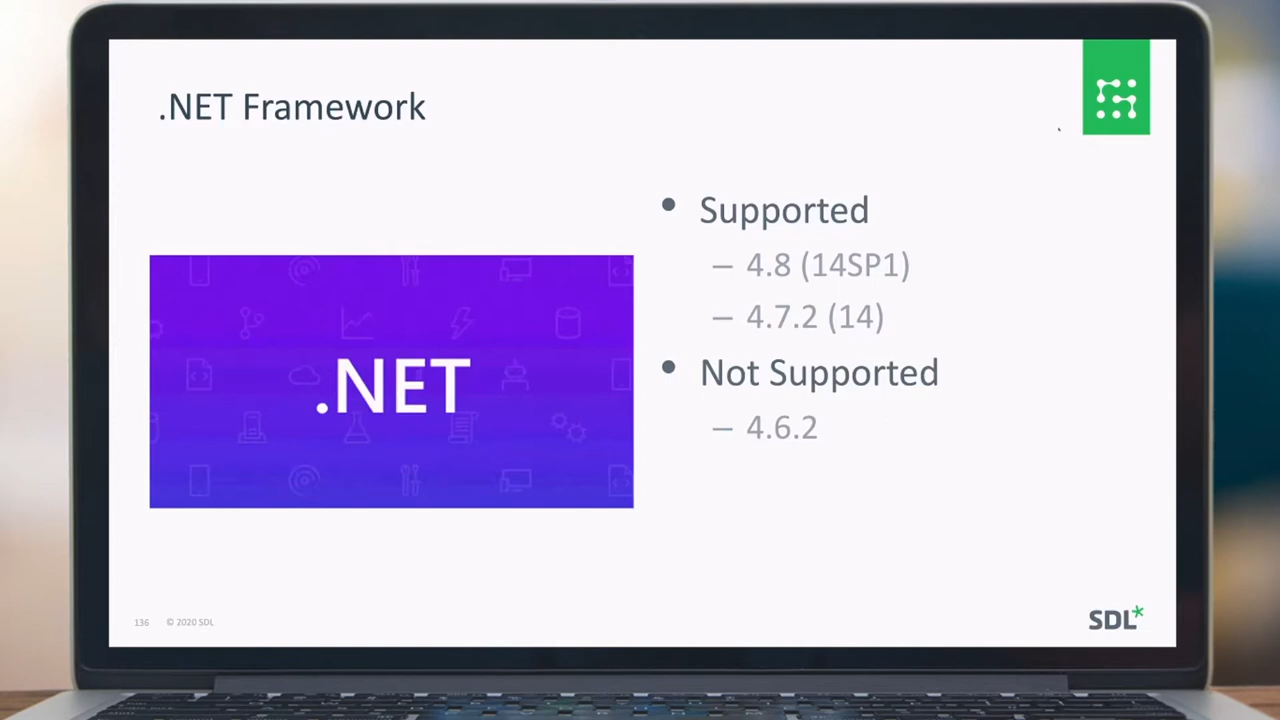 .NET Framework
• Supported
– 4.8 (14SP1)
– 4.7.2 (14)
• Not Supported
– 4.6.2
.NET
136 © 2020 SDL
SDL*